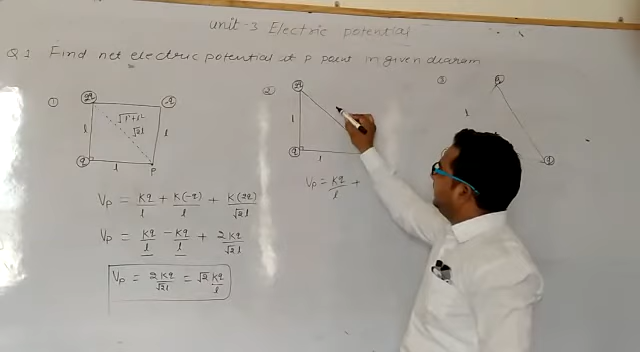 unit-3 Electric potential
Q.1 Find net electric potential at P point in given diagram
①
2q
-q
√l²+l²
√2l
l
l
q
l
P
Vp = Kq/l + K(-q)/l + K(2q)/√2l
Vp = Kq/l - Kq/l + 2Kq/√2l
Vp = 2Kq/√2l = √2 Kq/l
②
2q
l
q
l
Vp = Kq/l +
③
l
q